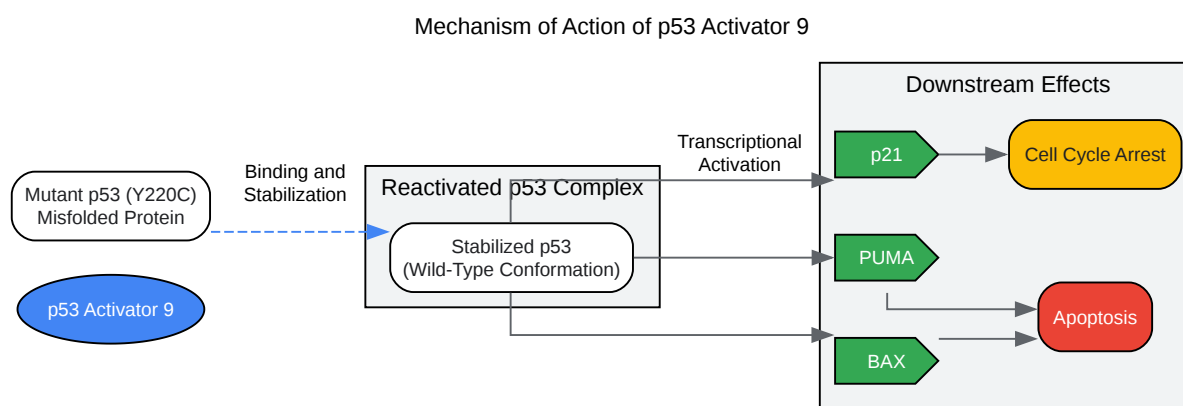 Mechanism of Action of p53 Activator 9
Mutant p53 (Y220C)
Misfolded Protein
p53 Activator 9
Binding and
Stabilization
Reactivated p53 Complex
Stabilized p53
(Wild-Type Conformation)
Transcriptional
Activation
Downstream Effects
p21
Cell Cycle Arrest
PUMA
Apoptosis
BAX